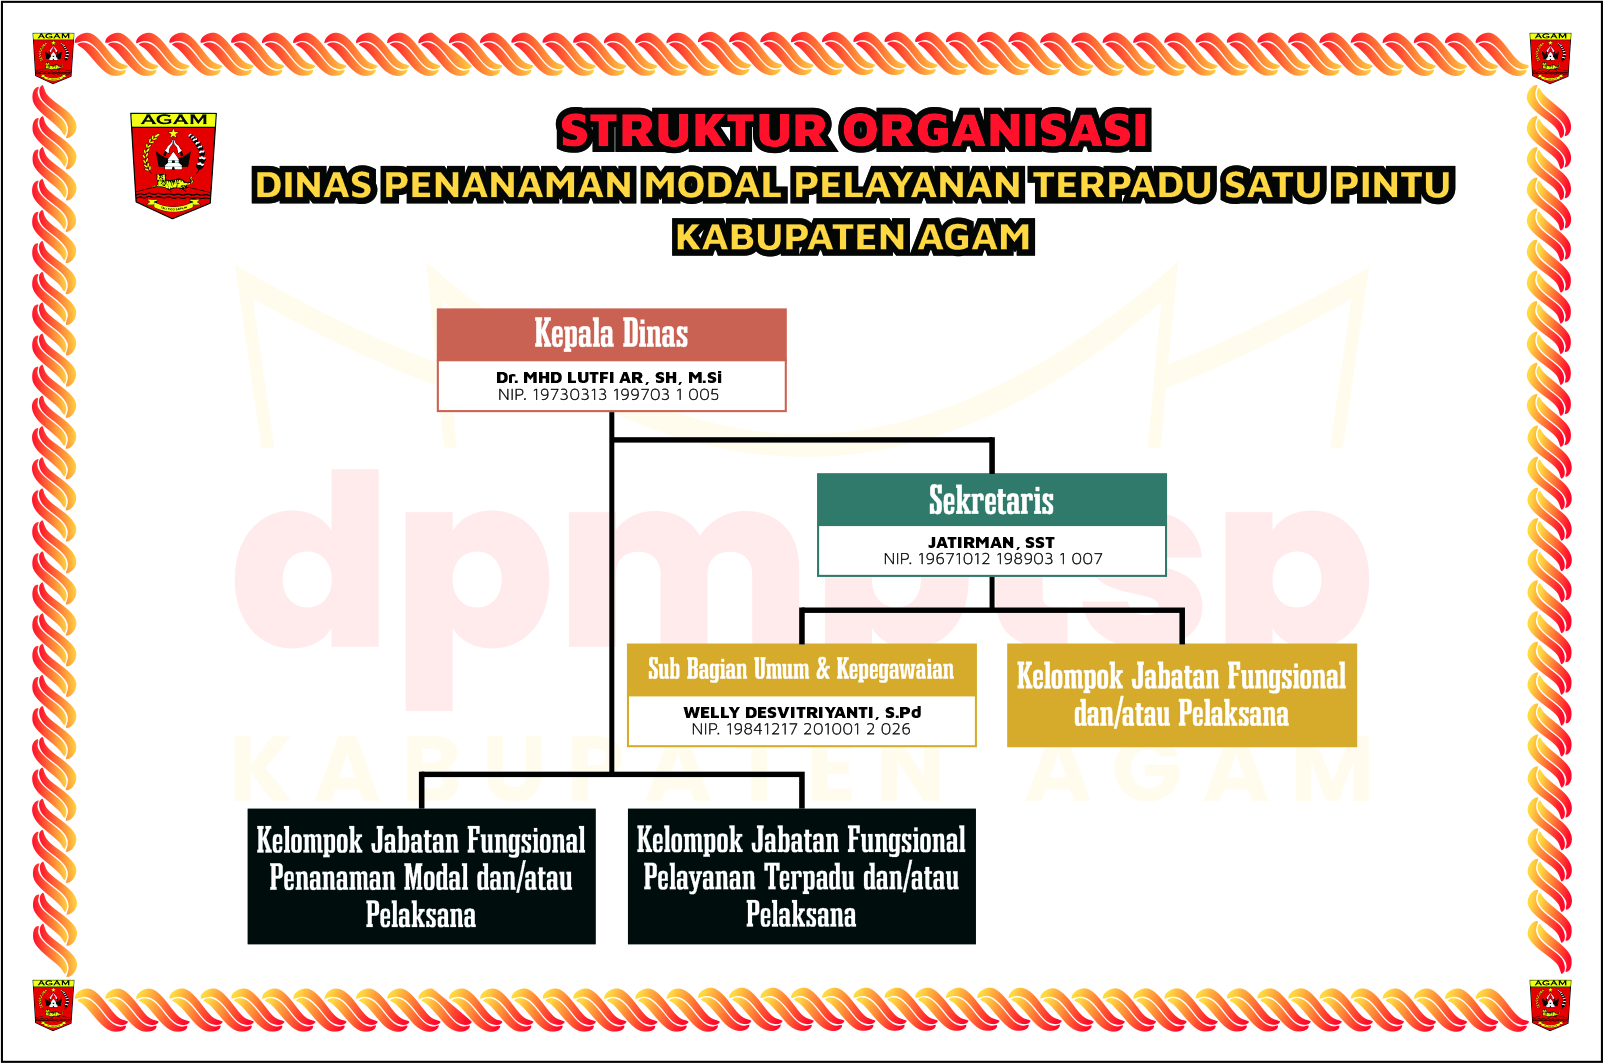 AGAM
AGAM
AGAM
STRUKTUR ORGANISASI
DINAS PENANAMAN MODAL PELAYANAN TERPADU SATU PINTU
KABUPATEN AGAM
Kepala Dinas
Dr. MHD LUTFI AR, SH, M.Si
NIP. 19730313 199703 1 005
Sekretaris
JATIRMAN, SST
NIP. 19671012 198903 1 007
dpmptsp
Sub Bagian Umum & Kepegawaian
WELLY DESVITRIYANTI, S.Pd
NIP. 19841217 201001 2 026
Kelompok Jabatan Fungsional
dan/atau Pelaksana
KABUPATEN AGAM
Kelompok Jabatan Fungsional
Penanaman Modal dan/atau
Pelaksana
Kelompok Jabatan Fungsional
Pelayanan Terpadu dan/atau
Pelaksana
AGAM
AGAM